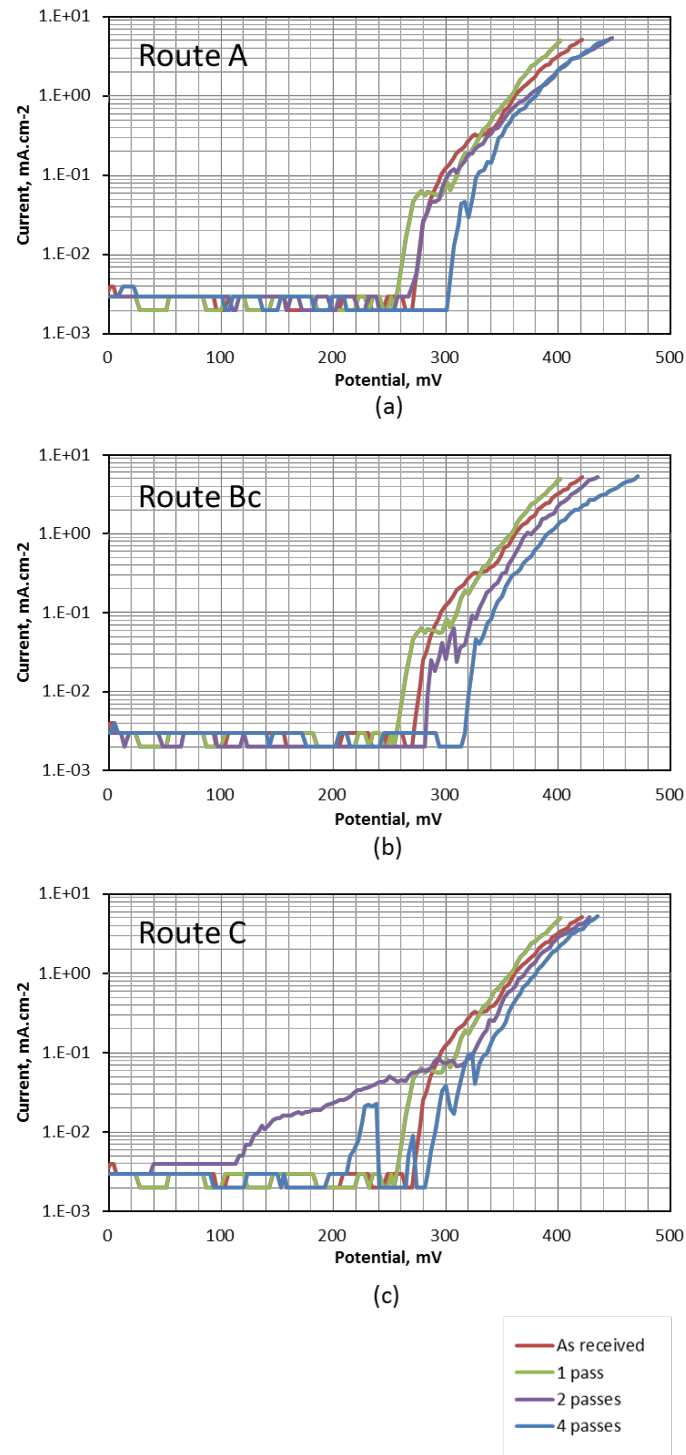 1.E+01
Route A
1.E+00
1.E-01
1.E-02
1.E-03
Current, mA.cm-2
0 100 200 300 400 500
Potential, mV
(a)
1.E+01
Route Bc
1.E+00
1.E-01
1.E-02
1.E-03
Current, mA.cm-2
0 100 200 300 400 500
Potential, mV
(b)
1.E+01
Route C
1.E+00
1.E-01
1.E-02
1.E-03
Current, mA.cm-2
0 100 200 300 400 500
Potential, mV
(c)
As received
1 pass
2 passes
4 passes